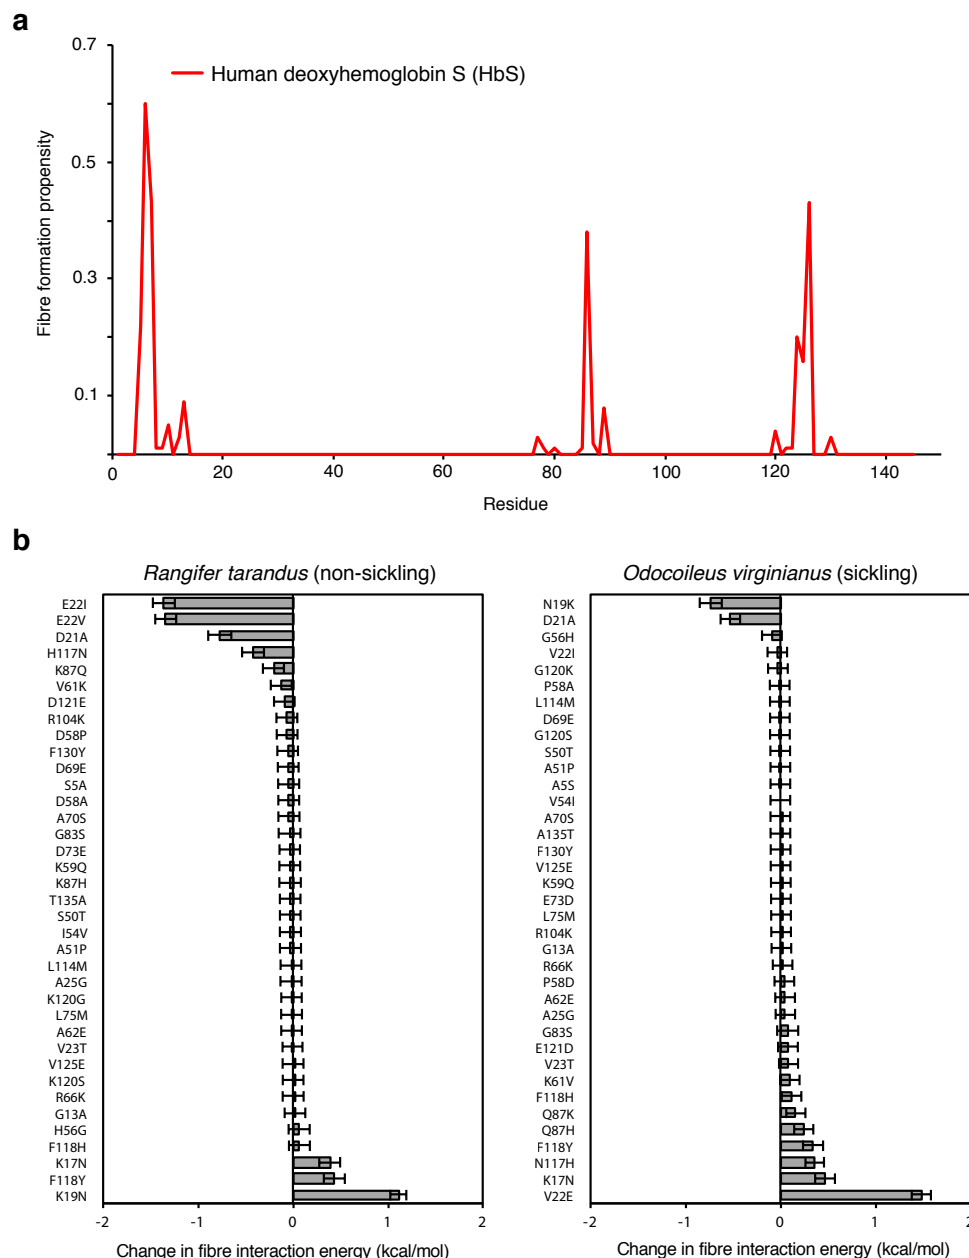 a
0.7
0.5
0.3
0.1
Fibre formation propensity
Human deoxyhemoglobin S (HbS)
20
40
60
80
100
120
140
Residue
b
Rangifer tarandus (non-sickling)
E22I
E22V
D21A
H117N
K87Q
V61K
D121E
R104K
D58P
F130Y
D69E
S5A
D58A
A70S
G83S
D73E
K59Q
K87H
T135A
S50T
I54V
A51P
L114M
A25G
K120G
L75M
A62E
V23T
V125E
K120S
R66K
G13A
H56G
F118H
K17N
F118Y
K19N
-2
-1
0
1
2
Change in fibre interaction energy (kcal/mol)
Odocoileus virginianus (sickling)
N19K
D21A
G56H
V22I
G120K
P58A
L114M
D69E
G120S
S50T
A51P
A5S
V54I
A70S
A135T
F130Y
V125E
K59Q
E73D
L75M
R104K
G13A
R66K
P58D
A62E
A25G
G83S
E121D
V23T
K61V
F118H
Q87K
Q87H
F118Y
N117H
K17N
V22E
-2
-1
0
1
2
Change in fibre interaction energy (kcal/mol)